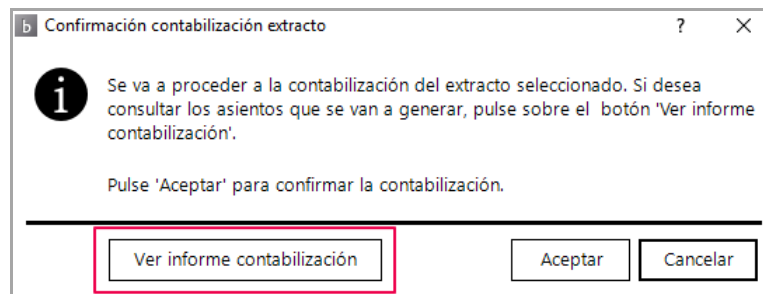 b Confirmación contabilización extracto ? ×
i
Se va a proceder a la contabilización del extracto seleccionado. Si desea
consultar los asientos que se van a generar, pulse sobre el botón 'Ver informe
contabilización'.
Pulse 'Aceptar' para confirmar la contabilización.
Ver informe contabilización Aceptar Cancelar